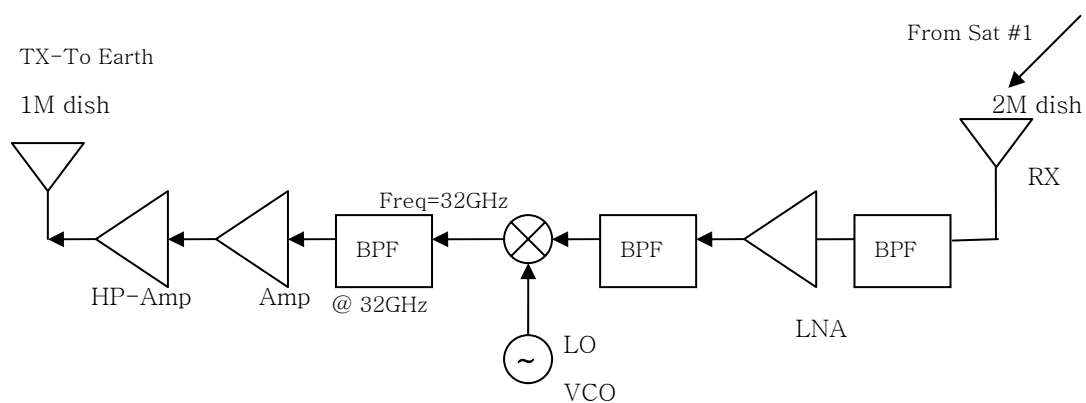 TX-To Earth
1M dish
From Sat #1
2M dish
RX
Freq=32GHz
BPF
BPF
BPF
HP-Amp
Amp
@ 32GHz
LNA
LO
VCO
~